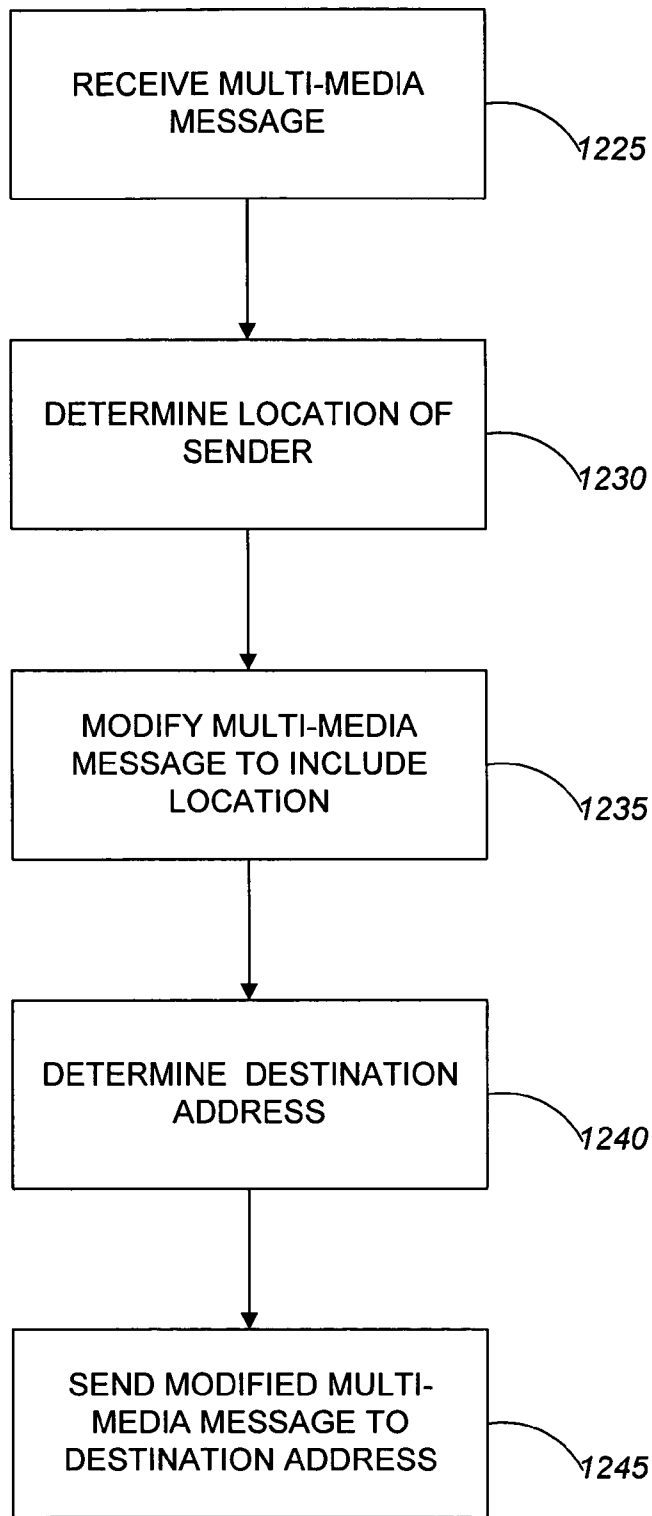 RECEIVE MULTI-MEDIA
MESSAGE
1225
DETERMINE LOCATION OF
SENDER
1230
MODIFY MULTI-MEDIA
MESSAGE TO INCLUDE
LOCATION
1235
DETERMINE DESTINATION
ADDRESS
1240
SEND MODIFIED MULTI-
MEDIA MESSAGE TO
DESTINATION ADDRESS
1245